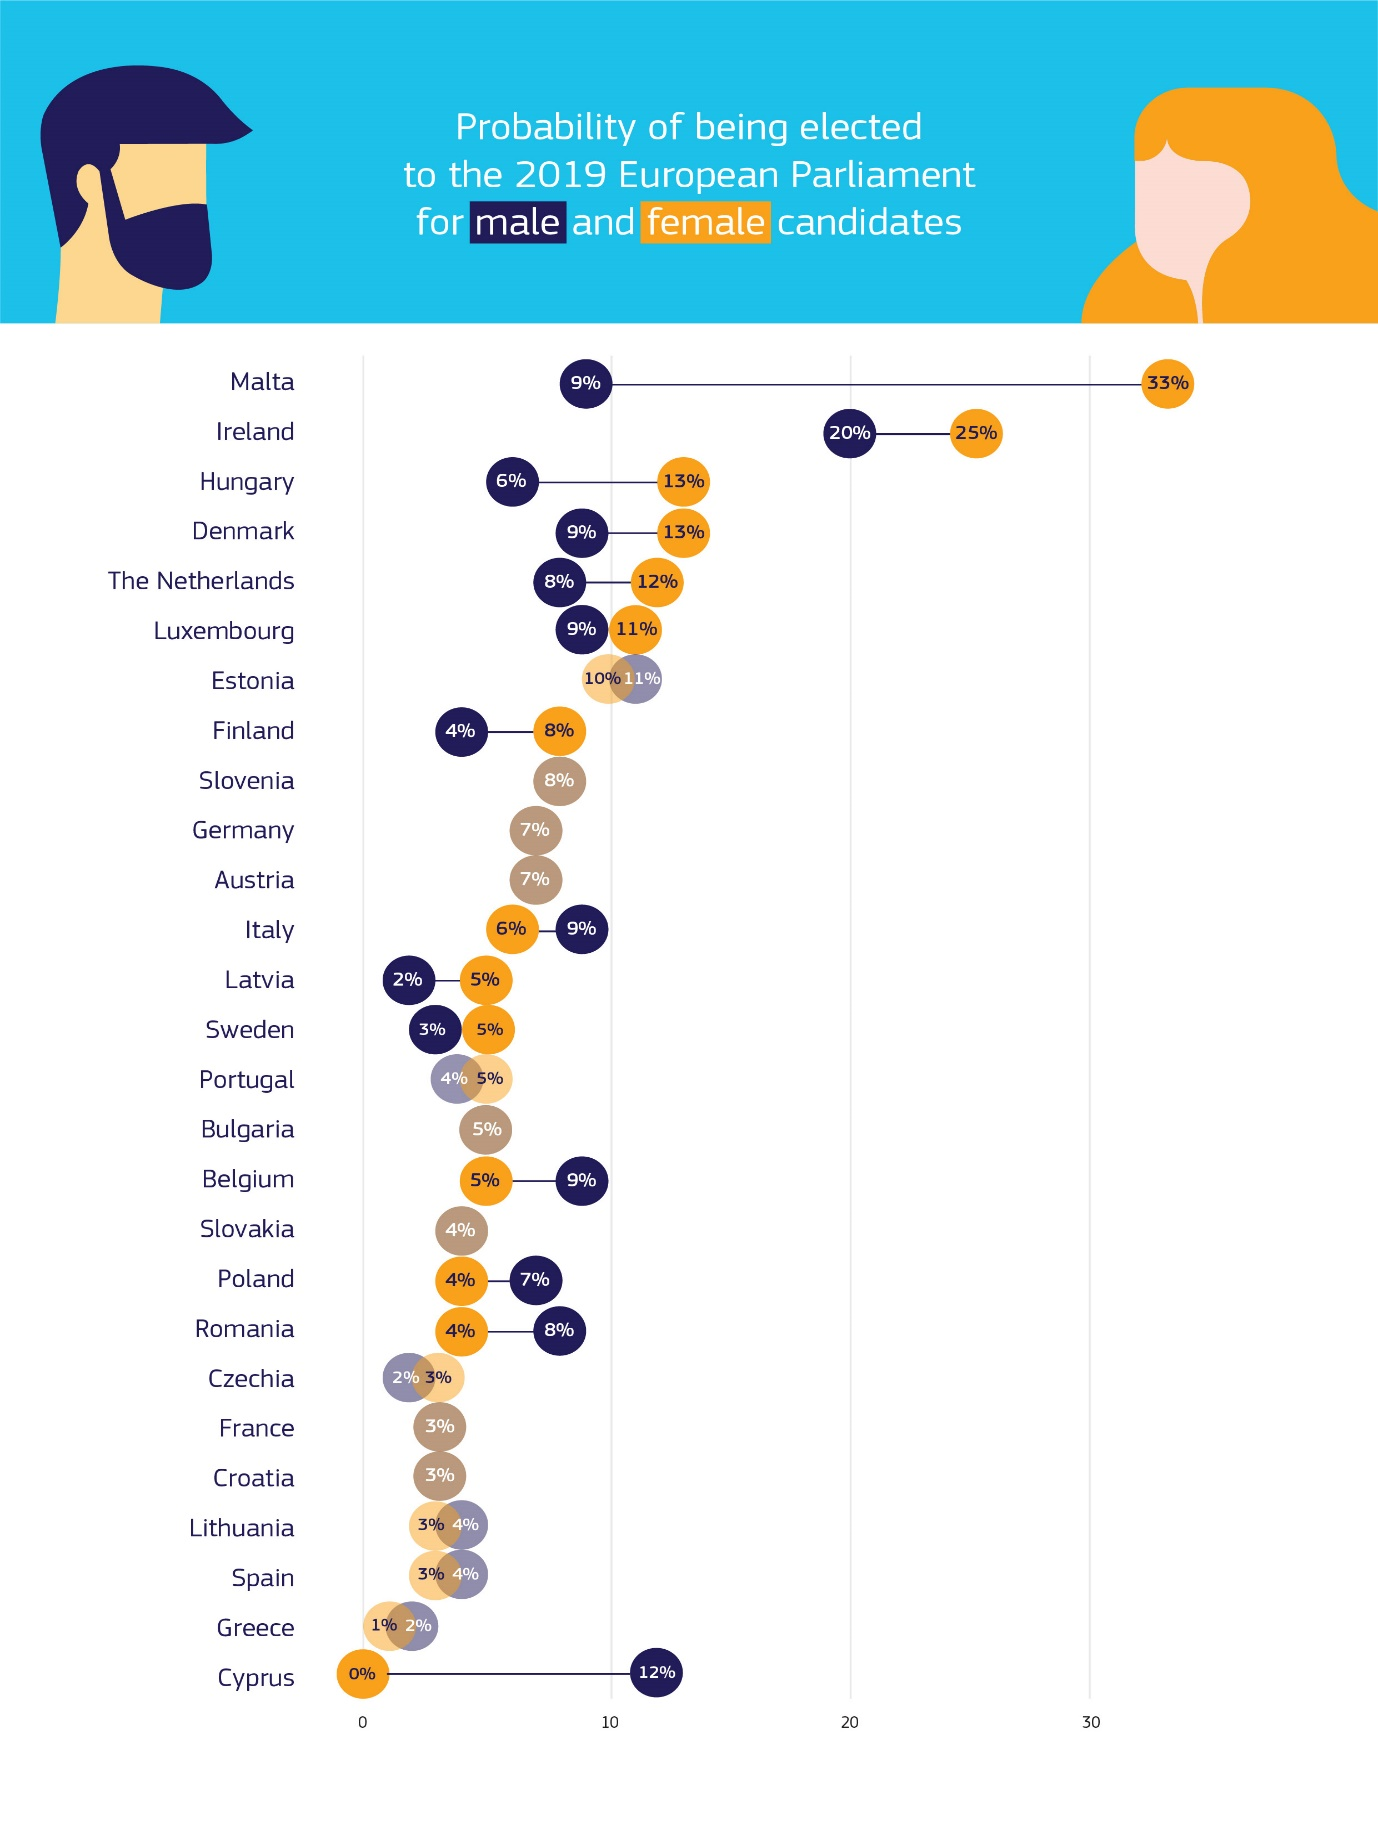 Probability of being elected
to the 2019 European Parliament
for male and female candidates
Malta 9% 33%
Ireland 20% 25%
Hungary 6% 13%
Denmark 9% 13%
The Netherlands 8% 12%
Luxembourg 9% 11%
Estonia 10% 11%
Finland 4% 8%
Slovenia 8%
Germany 7%
Austria 7%
Italy 6% 9%
Latvia 2% 5%
Sweden 3% 5%
Portugal 4% 5%
Bulgaria 5%
Belgium 5% 9%
Slovakia 4%
Poland 4% 7%
Romania 4% 8%
Czechia 2% 3%
France 3%
Croatia 3%
Lithuania 3% 4%
Spain 3% 4%
Greece 1% 2%
Cyprus 0% 12%
0 10 20 30